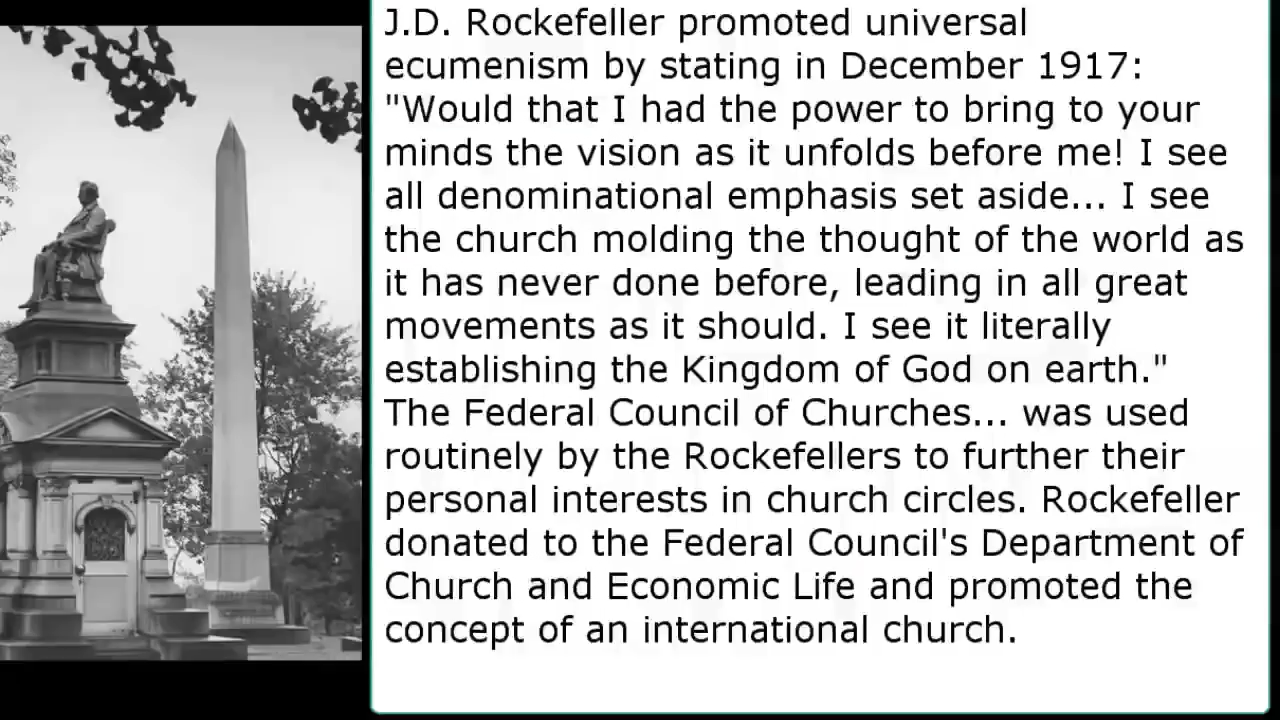 J.D. Rockefeller promoted universal
ecumenism by stating in December 1917:
"Would that I had the power to bring to your
minds the vision as it unfolds before me! I see
all denominational emphasis set aside... I see
the church molding the thought of the world as
it has never done before, leading in all great
movements as it should. I see it literally
establishing the Kingdom of God on earth."
The Federal Council of Churches... was used
routinely by the Rockefellers to further their
personal interests in church circles. Rockefeller
donated to the Federal Council's Department of
Church and Economic Life and promoted the
concept of an international church.